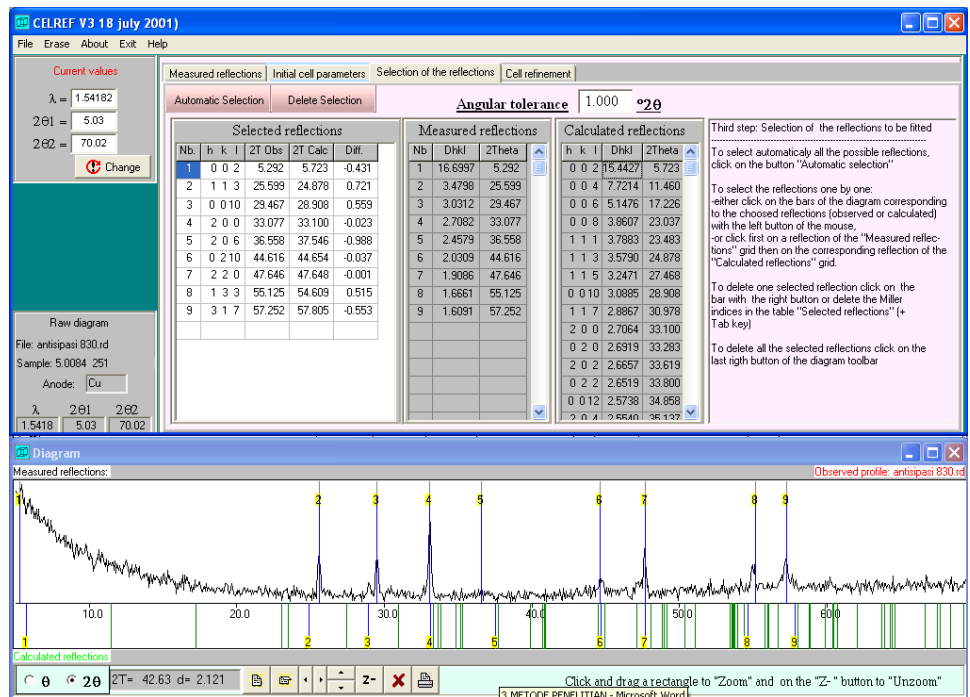 CELREF V3 18 july 2001)
File Erase About Exit Help
Current values
λ = 1.54182
2θ1 = 5.03
2θ2 = 70.02
Change
Raw diagram
File: antisipasi 830.rd
Sample: 5.0084 251
Anode: Cu
λ 2θ1 2θ2
1.5418 5.03 70.02
Measured reflections Initial cell parameters Selection of the reflections Cell refinement
Automatic Selection Delete Selection Angular tolerance 1.000 º2θ
Selected reflections
Nb. h k l 2T Obs 2T Calc Diff.
1 0 0 2 5.292 5.723 -0.431
2 1 1 3 25.599 24.878 0.721
3 0 0 10 29.467 28.908 0.559
4 2 0 0 33.077 33.100 -0.023
5 2 0 6 36.558 37.546 -0.988
6 0 2 10 44.616 44.654 -0.037
7 2 2 0 47.646 47.648 -0.001
8 1 3 3 55.125 54.609 0.515
9 3 1 7 57.252 57.805 -0.553
Measured reflections
Nb Dhkl 2Theta
1 16.6997 5.292
2 3.4798 25.599
3 3.0312 29.467
4 2.7082 33.077
5 2.4579 36.558
6 2.0309 44.616
7 1.9086 47.646
8 1.6661 55.125
9 1.6091 57.252
Calculated reflections
h k l Dhkl 2Theta
0 0 2 15.4427 5.723
0 0 4 7.7214 11.460
0 0 6 5.1476 17.226
0 0 8 3.8607 23.037
1 1 1 3.7883 23.483
1 1 3 3.5790 24.878
1 1 5 3.2471 27.468
0 0 10 3.0885 28.908
1 1 7 2.8867 30.978
2 0 0 2.7064 33.100
0 2 0 2.6919 33.283
2 0 2 2.6657 33.619
0 2 2 2.6519 33.800
0 0 12 2.5738 34.858
2 0 4 2.5540 35.137
Third step: Selection of the reflections to be fitted
To select automaticaly all the possible reflections,
click on the button "Automatic selection"
To select the reflections one by one:
-either click on the bars of the diagram corresponding
to the choosed reflections (observed or calculated)
with the left button of the mouse,
-or click first on a reflection of the "Measured reflec-
tions" grid then on the corresponding reflection of the
"Calculated reflections" grid.
To delete one selected reflection click on the
bar with the right button or delete the Miller
indices in the table "Selected reflections" (+
Tab key)
To delete all the selected reflections click on the
last rigth button of the diagram toolbar
Diagram
Measured reflections: Observed profile: antisipasi 830.rd
1 2 3 4 5 6 7 8 9
10.0 20.0 30.0 40.0 50.0 60.0
1 2 3 4 5 6 7 8 9
Calculated reflections
θ 2θ 2T= 42.63 d= 2.121 Z- Click and drag a rectangle to "Zoom" and on the "Z-" button to "Unzoom"
3 METODE PENELITIAN - Microsoft Word